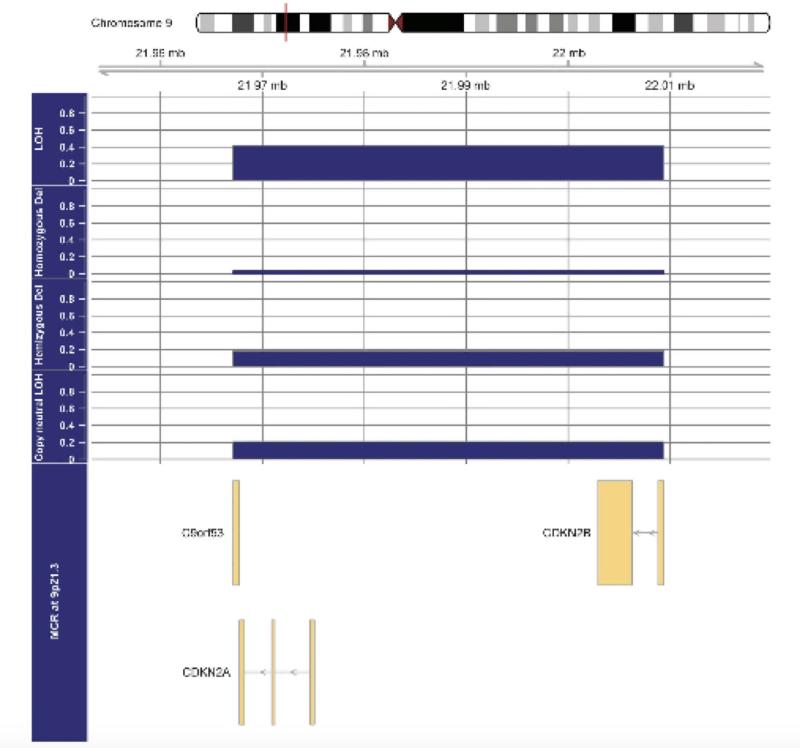 Chromosome 9
21.96 mb
21.98 mb
22 mb
21.97 mb
21.99 mb
22.01 mb
LOH
0.8
0.6
0.4
0.2
0
Homozygous Del
0.8
0.6
0.4
0.2
0
Hemizygous Del
0.8
0.6
0.4
0.2
0
Copy neutral LOH
0.8
0.6
0.4
0.2
0
MCR at 9p21.3
C9orf53
CDKN2B
CDKN2A